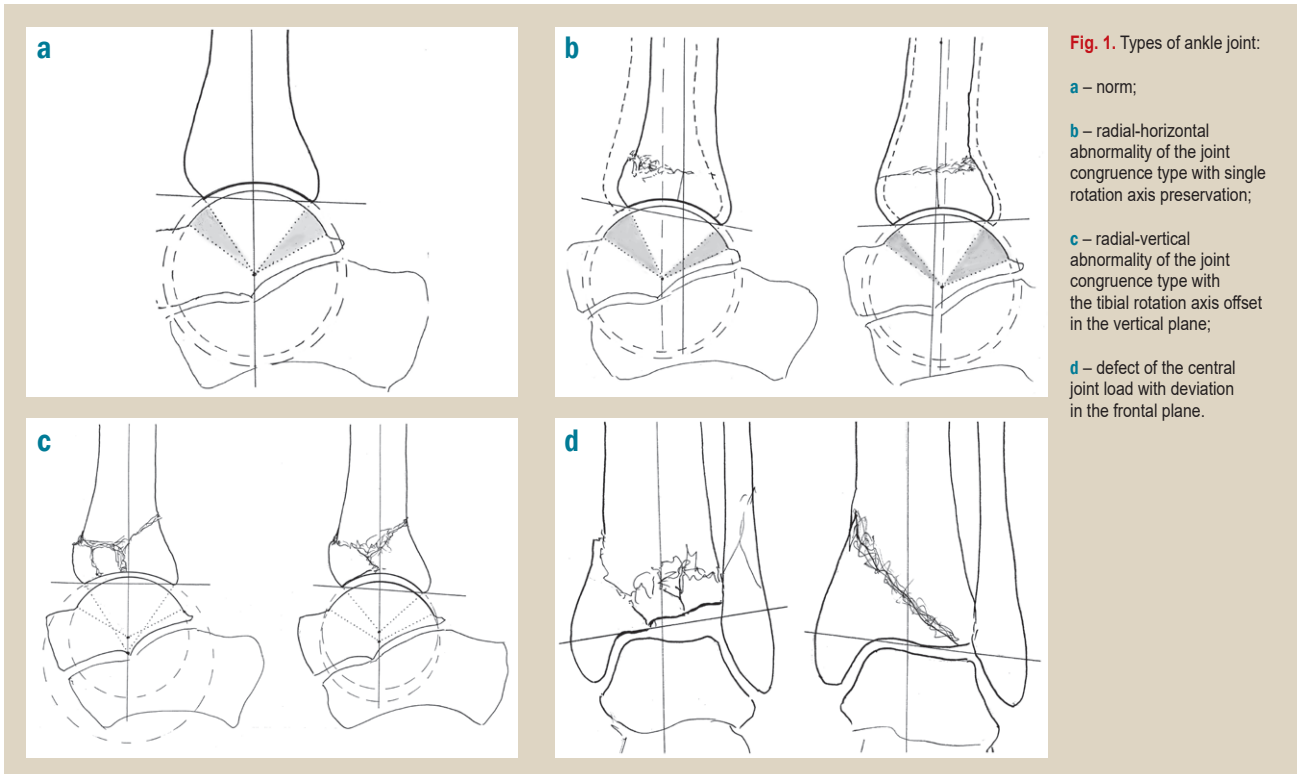 a
b
Fig. 1. Types of ankle joint:
a – norm;
b – radial-horizontal
abnormality of the joint
congruence type with single
rotation axis preservation;
c – radial-vertical
abnormality of the joint
congruence type with
the tibial rotation axis offset
in the vertical plane;
d – defect of the central
joint load with deviation
in the frontal plane.
c
d